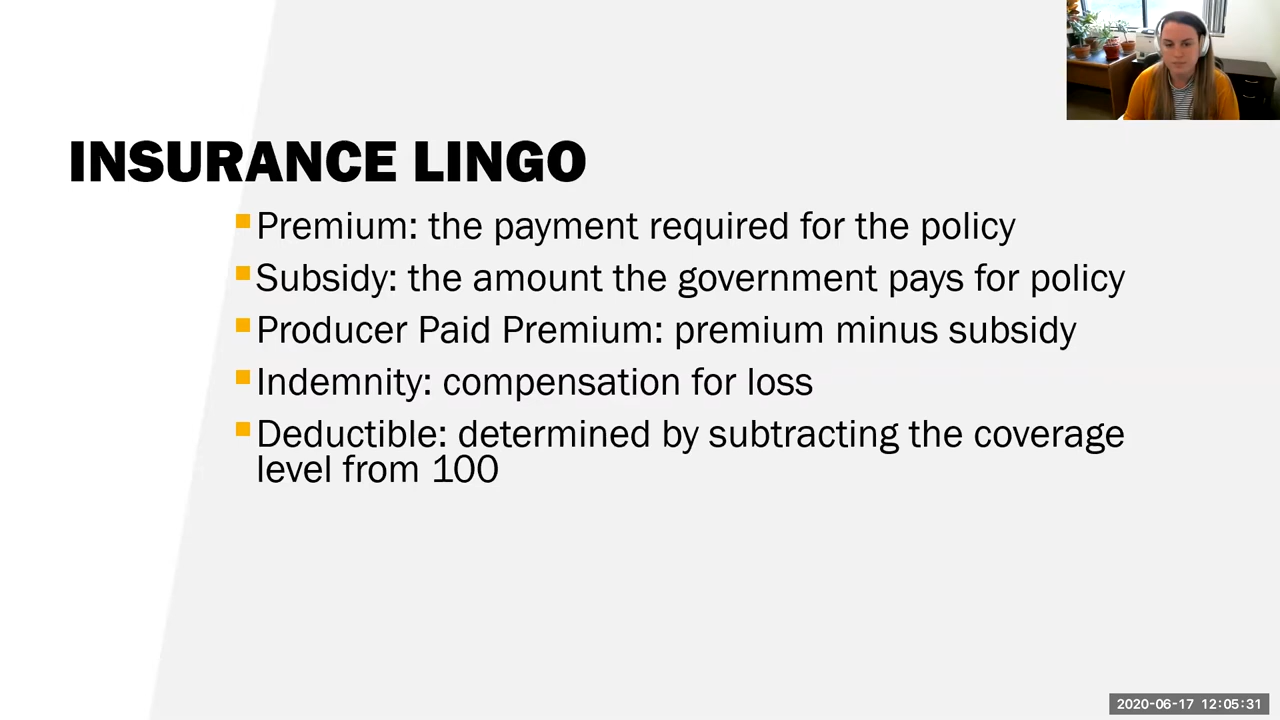 INSURANCE LINGO
Premium: the payment required for the policy
Subsidy: the amount the government pays for policy
Producer Paid Premium: premium minus subsidy
Indemnity: compensation for loss
Deductible: determined by subtracting the coverage
level from 100
2020-06-17 12:05:31